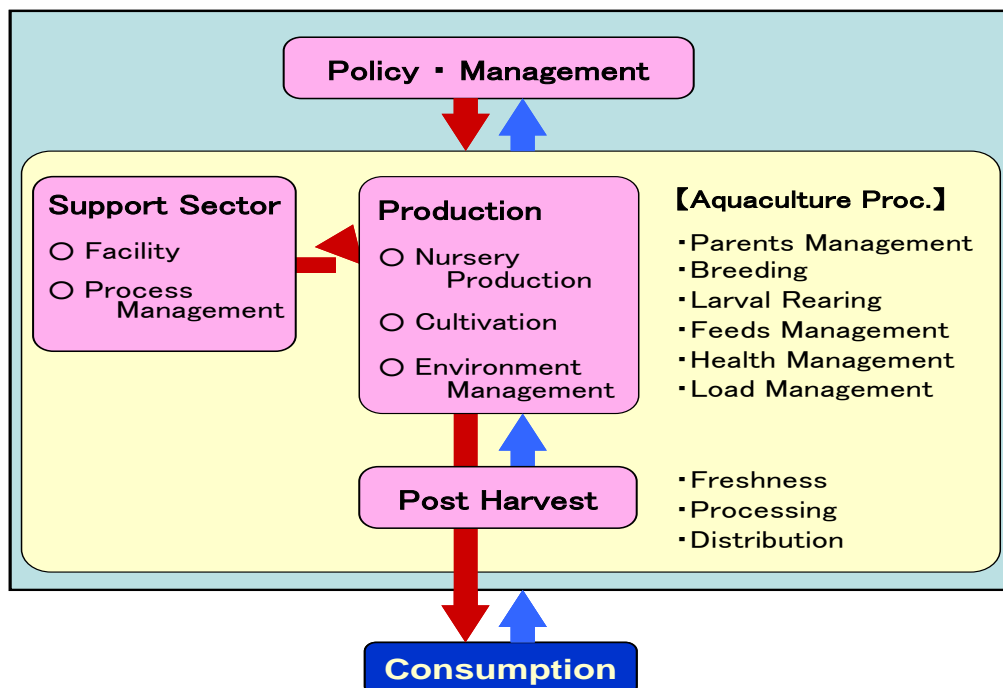 Policy ・ Management
Support Sector
○ Facility
○ Process
Management
Production
○ Nursery
Production
○ Cultivation
○ Environment
Management
【Aquaculture Proc.】
・Parents Management
・Breeding
・Larval Rearing
・Feeds Management
・Health Management
・Load Management
Post Harvest
・Freshness
・Processing
・Distribution
Consumption